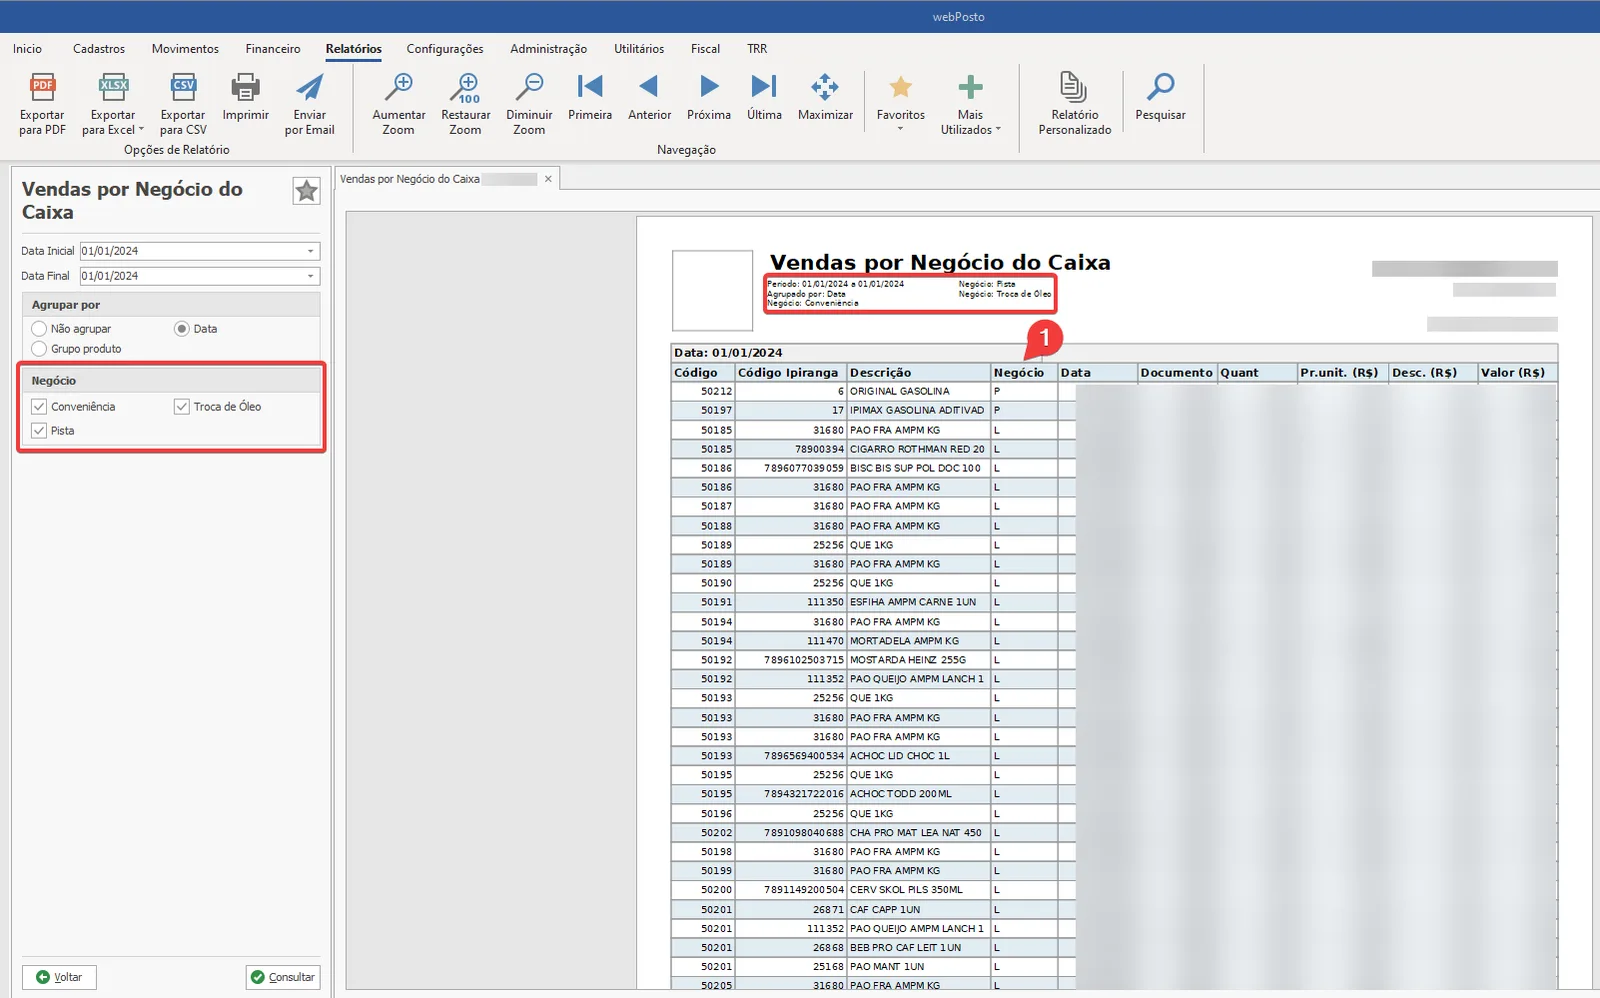 webPosto
Inicio Cadastros Movimentos Financeiro Relatórios Configurações Administração Utilitários Fiscal TRR
PDF XLSX CSV 100
Exportar para PDF
Exportar para Excel
Exportar para CSV
Imprimir
Enviar por Email
Aumentar Zoom
Restaurar Zoom
Diminuir Zoom
Primeira
Anterior
Próxima
Última
Maximizar
Favoritos
Mais Utilizados
Relatório Personalizado
Pesquisar
Opções de Relatório
Navegação
Vendas por Negócio do
Caixa
Data Inicial 01/01/2024
Data Final 01/01/2024
Agrupar por
Não agrupar Data
Grupo produto
Negócio
Conveniência Troca de Óleo
Pista
Voltar Consultar
Vendas por Negócio do Caixa
Vendas por Negócio do Caixa
Periodo: 01/01/2024 a 01/01/2024 Negócio: Pista
Agrupado por: Data Negócio: Troca de Óleo
Negócio: Conveniência
1
Data: 01/01/2024
Código Código Ipiranga Descrição Negócio Data Documento Quant Pr.unit. (R$) Desc. (R$) Valor (R$)
50212 6 ORIGINAL GASOLINA P
50197 17 IPIMAX GASOLINA ADITIVAD P
50185 31680 PAO FRA AMPM KG L
50185 78900394 CIGARRO ROTHMAN RED 20 L
50186 7896077039059 BISC BIS SUP POL DOC 100 L
50186 31680 PAO FRA AMPM KG L
50187 31680 PAO FRA AMPM KG L
50188 31680 PAO FRA AMPM KG L
50189 25256 QUE 1KG L
50189 31680 PAO FRA AMPM KG L
50190 25256 QUE 1KG L
50191 111350 ESFIHA AMPM CARNE 1UN L
50194 31680 PAO FRA AMPM KG L
50194 111470 MORTADELA AMPM KG L
50192 7896102503715 MOSTARDA HEINZ 255G L
50192 111352 PAO QUEIJO AMPM LANCH 1 L
50193 25256 QUE 1KG L
50193 31680 PAO FRA AMPM KG L
50193 31680 PAO FRA AMPM KG L
50193 7896569400534 ACHOC LID CHOC 1L L
50195 25256 QUE 1KG L
50195 7894321722016 ACHOC TODD 200ML L
50196 25256 QUE 1KG L
50202 7891098040688 CHA PRO MAT LEA NAT 450 L
50198 31680 PAO FRA AMPM KG L
50199 31680 PAO FRA AMPM KG L
50200 7891149200504 CERV SKOL PILS 350ML L
50201 26871 CAF CAPP 1UN L
50201 111352 PAO QUEIJO AMPM LANCH 1 L
50201 26868 BEB PRO CAF LEIT 1UN L
50201 25168 PAO MANT 1UN L
50205 31680 PAO FRA AMPM KG L